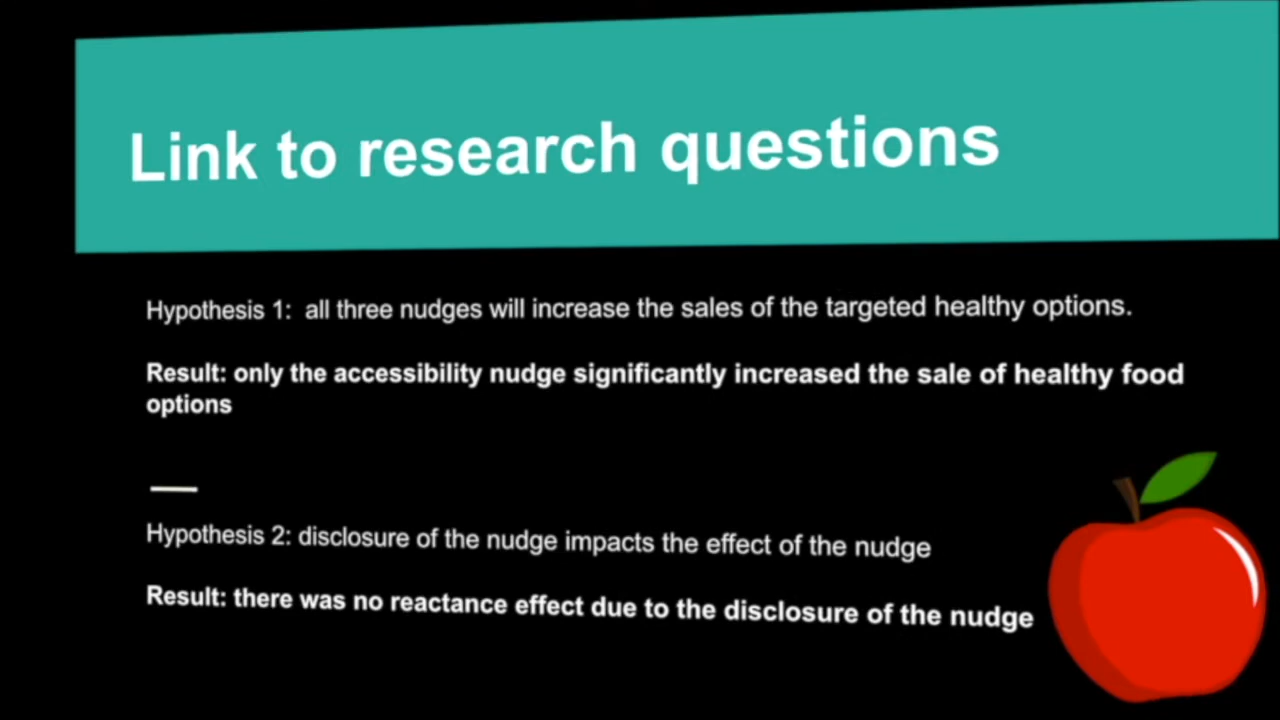 Link to research questions
Hypothesis 1: all three nudges will increase the sales of the targeted healthy options.
Result: only the accessibility nudge significantly increased the sale of healthy food
options
Hypothesis 2: disclosure of the nudge impacts the effect of the nudge
Result: there was no reactance effect due to the disclosure of the nudge